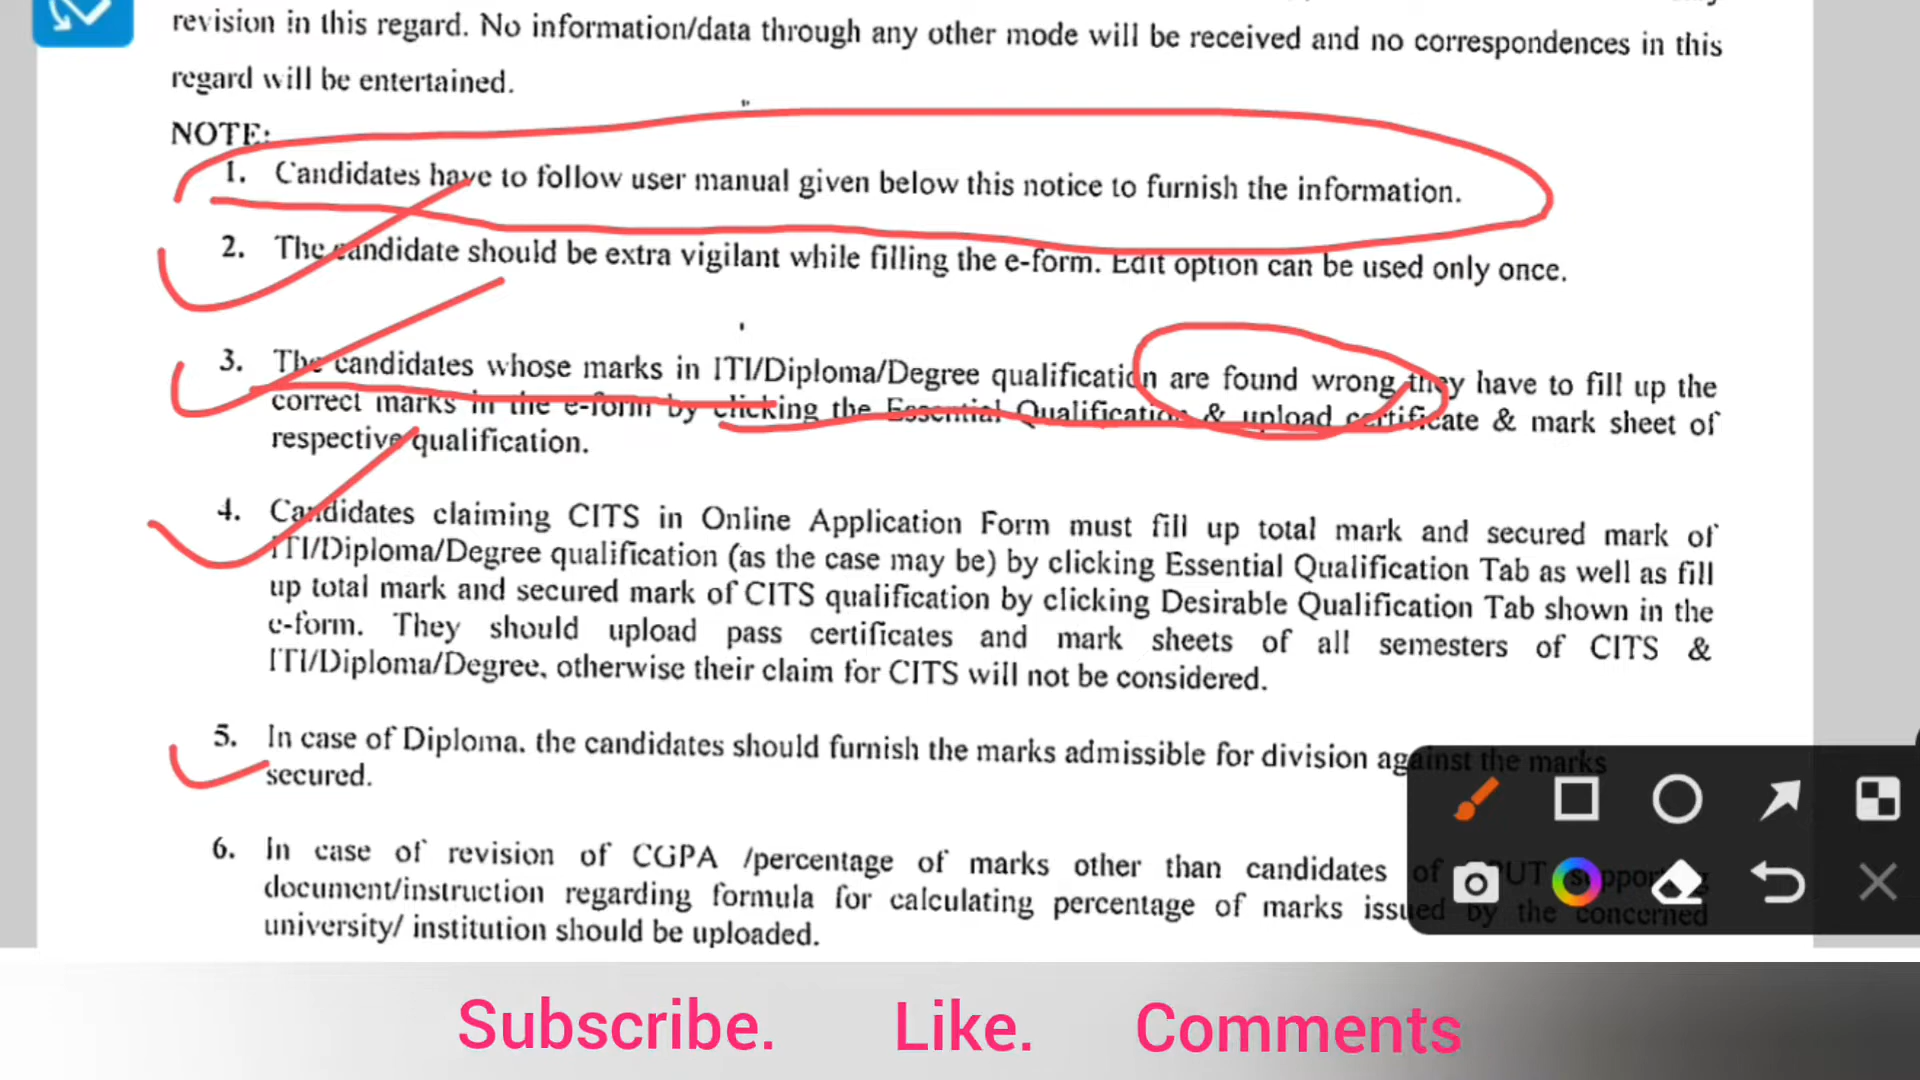 revision in this regard. No information/data through any other mode will be received and no correspondences in this
regard will be entertained.
NOTE:
1. Candidates have to follow user manual given below this notice to furnish the information.
2. The candidate should be extra vigilant while filling the e-form. Edit option can be used only once.
3. The candidates whose marks in ITI/Diploma/Degree qualification are found wrong they have to fill up the
correct marks in the e-form by clicking the Essential Qualification & upload certificate & mark sheet of
respective qualification.
4. Candidates claiming CITS in Online Application Form must fill up total mark and secured mark of
ITI/Diploma/Degree qualification (as the case may be) by clicking Essential Qualification Tab as well as fill
up total mark and secured mark of CITS qualification by clicking Desirable Qualification Tab shown in the
e-form. They should upload pass certificates and mark sheets of all semesters of CITS &
ITI/Diploma/Degree, otherwise their claim for CITS will not be considered.
5. In case of Diploma. the candidates should furnish the marks admissible for division against the marks
secured.
6. In case of revision of CGPA /percentage of marks other than candidates of
document/instruction regarding formula for calculating percentage of marks issued by the concerned
university/ institution should be uploaded.
Subscribe. Like. Comments